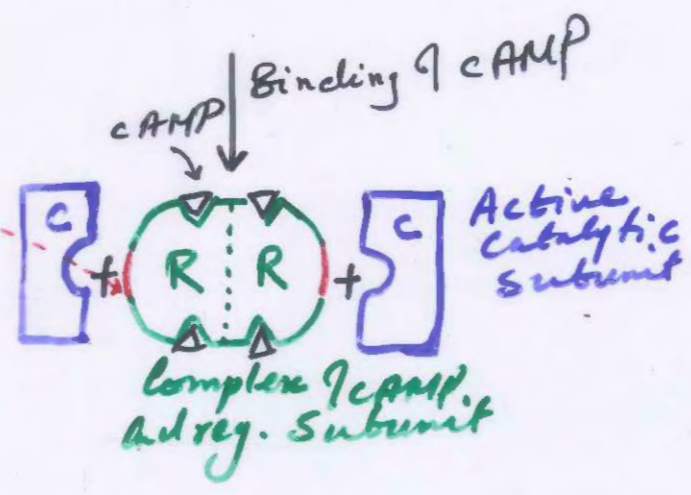 Binding of cAMP
cAMP
C
+
R
R
+
C
Active
Catalytic
Subunit
Complex of cAMP
and reg. Subunit